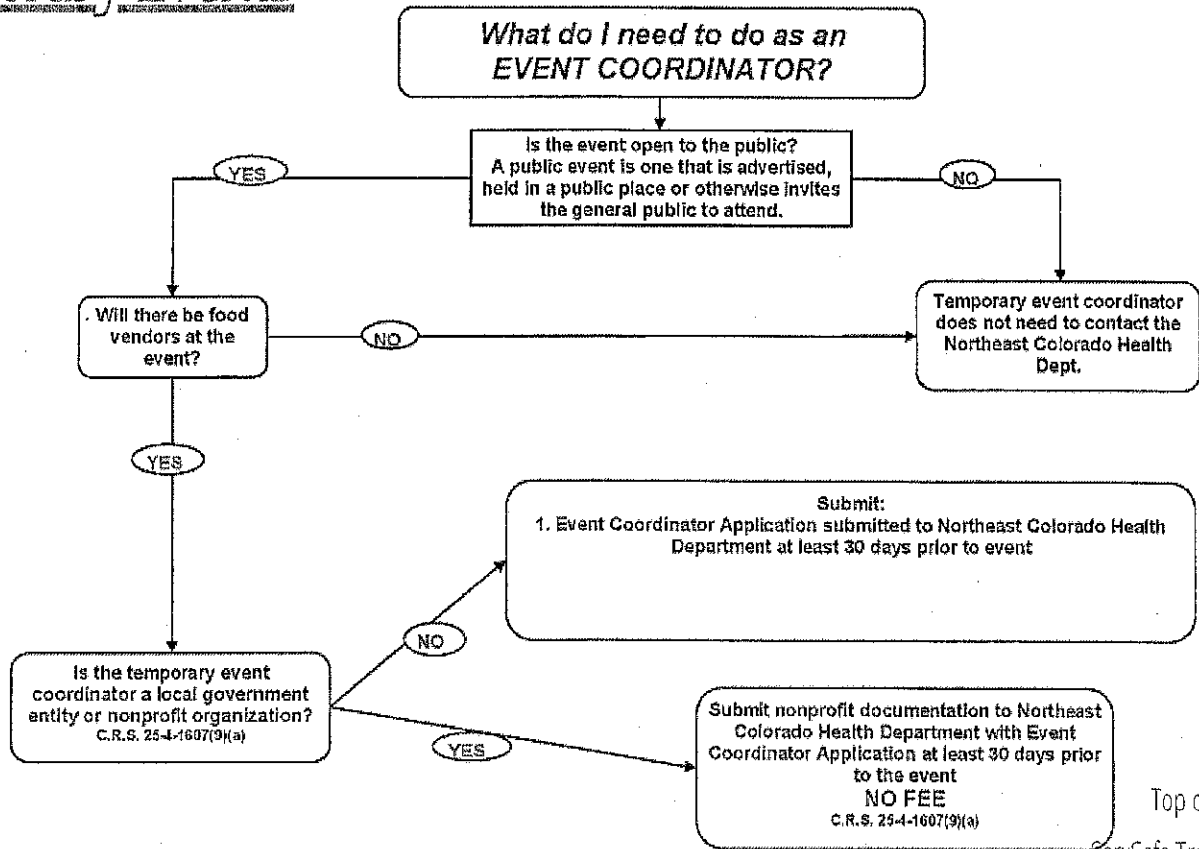 What do I need to do as an
EVENT COORDINATOR?
Is the event open to the public?
A public event is one that is advertised,
held in a public place or otherwise invites
the general public to attend.
YES
NO
. Will there be food
vendors at the
event?
NO
Temporary event coordinator
does not need to contact the
Northeast Colorado Health
Dept.
YES
Submit:
1. Event Coordinator Application submitted to Northeast Colorado Health
Department at least 30 days prior to event
NO
Is the temporary event
coordinator a local government
entity or nonprofit organization?
C.R.S. 25-4-1607(9)(a)
YES
Submit nonprofit documentation to Northeast
Colorado Health Department with Event
Coordinator Application at least 30 days prior
to the event
NO FEE
C.R.S. 25-4-1607(9)(a)
Top
Safe